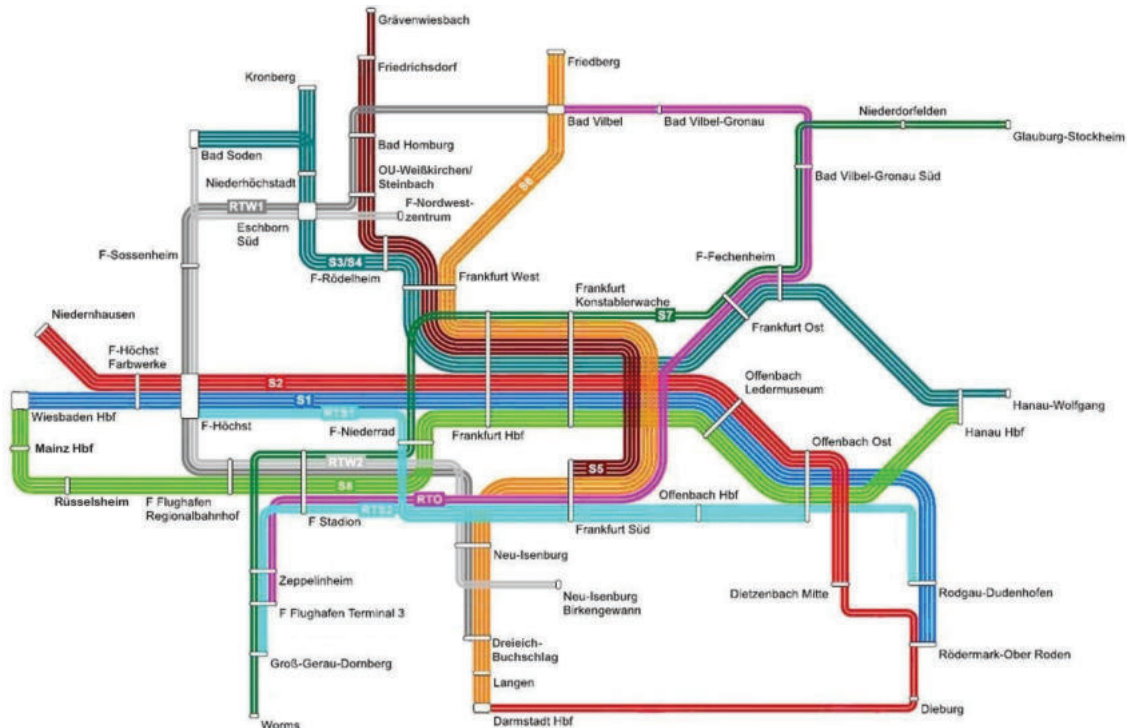 Grävenwiesbach
Friedrichsdorf
Friedberg
Kronberg
Niederdorfelden
Bad Vilbel
Bad Vilbel-Gronau
Glauburg-Stockheim
Bad Homburg
Bad Soden
OU-Weißkirchen/
Steinbach
Niederhöchstadt
Bad Vilbel-Gronau Süd
S6
RTW1
F-Nordwest-
zentrum
Eschborn
Süd
F-Sossenheim
F-Fechenheim
S3/S4
F-Rödelheim
Frankfurt West
Frankfurt
Konstablerwache
S7
Niedernhausen
Frankfurt Ost
F-Höchst
Farbwerke
S2
Offenbach
Ledermuseum
S1
Wiesbaden Hbf
RTS1
F-Höchst
Hanau-Wolfgang
F-Niederrad
Frankfurt Hbf
Offenbach Ost
Hanau Hbf
Mainz Hbf
RTW2
S5
S8
Rüsselsheim
F Flughafen
Regionalbahnhof
RTO
Offenbach Hbf
RTS2
F Stadion
Frankfurt Süd
Neu-Isenburg
Zeppelinheim
Neu-Isenburg
Birkengewann
Dietzenbach Mitte
Rodgau-Dudenhofen
F Flughafen Terminal 3
Dreieich-
Buchschlag
Groß-Gerau-Dornberg
Rödermark-Ober Roden
Langen
Worms
Darmstadt Hbf
Dieburg